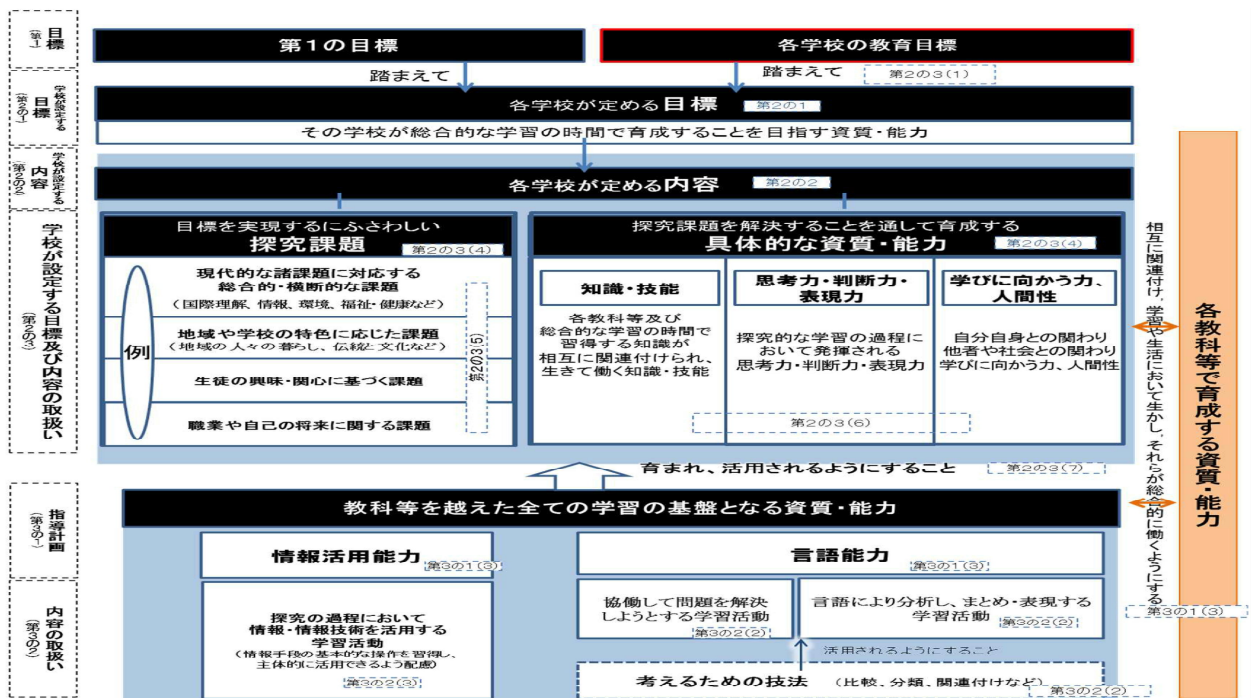 目標
(第1)
第1の目標
各学校の教育目標
踏まえて
踏まえて
第2の3(1)
学校が設定する
目標
(第2の1)
各学校が定める目標
第2の1
その学校が総合的な学習の時間で育成することを目指す資質・能力
学校が設定する
内容
(第2の2)
各学校が定める内容
第2の2
学校が設定する目標及び内容の取扱い
(第2の3)
目標を実現するにふさわしい
探究課題
第2の3(4)
例
現代的な諸課題に対応する
総合的・横断的な課題
(国際理解、情報、環境、福祉・健康など)
地域や学校の特色に応じた課題
(地域の人々の暮らし、伝統と文化など)
生徒の興味・関心に基づく課題
職業や自己の将来に関する課題
第2の3(5)
探究課題を解決することを通して育成する
具体的な資質・能力
第2の3(4)
知識・技能
各教科等及び
総合的な学習の時間で
習得する知識が
相互に関連付けられ、
生きて働く知識・技能
思考力・判断力・
表現力
探究的な学習の過程に
おいて発揮される
思考力・判断力・表現力
学びに向かう力、
人間性
自分自身との関わり
他者や社会との関わり
学びに向かう力、人間性
第2の3(6)
育まれ、活用されるようにすること
第2の3(7)
指導計画
(第3の1)
教科等を越えた全ての学習の基盤となる資質・能力
情報活用能力
第3の1(3)
言語能力
第3の1(3)
内容の取扱い
(第3の2)
探究の過程において
情報・情報技術を活用する
学習活動
(情報手段の基本的な操作を習得し、
主体的に活用できるよう配慮)
第3の2(3)
協働して問題を解決
しようとする学習活動
第3の2(2)
言語により分析し、まとめ・表現する
学習活動
第3の2(2)
活用されるようにすること
考えるための技法
(比較、分類、関連付けなど)
第3の2(2)
相互に関連付け、学習や生活において生かし、それらが総合的に働くようにする
第3の1(3)
各教科等で育成する資質・能力